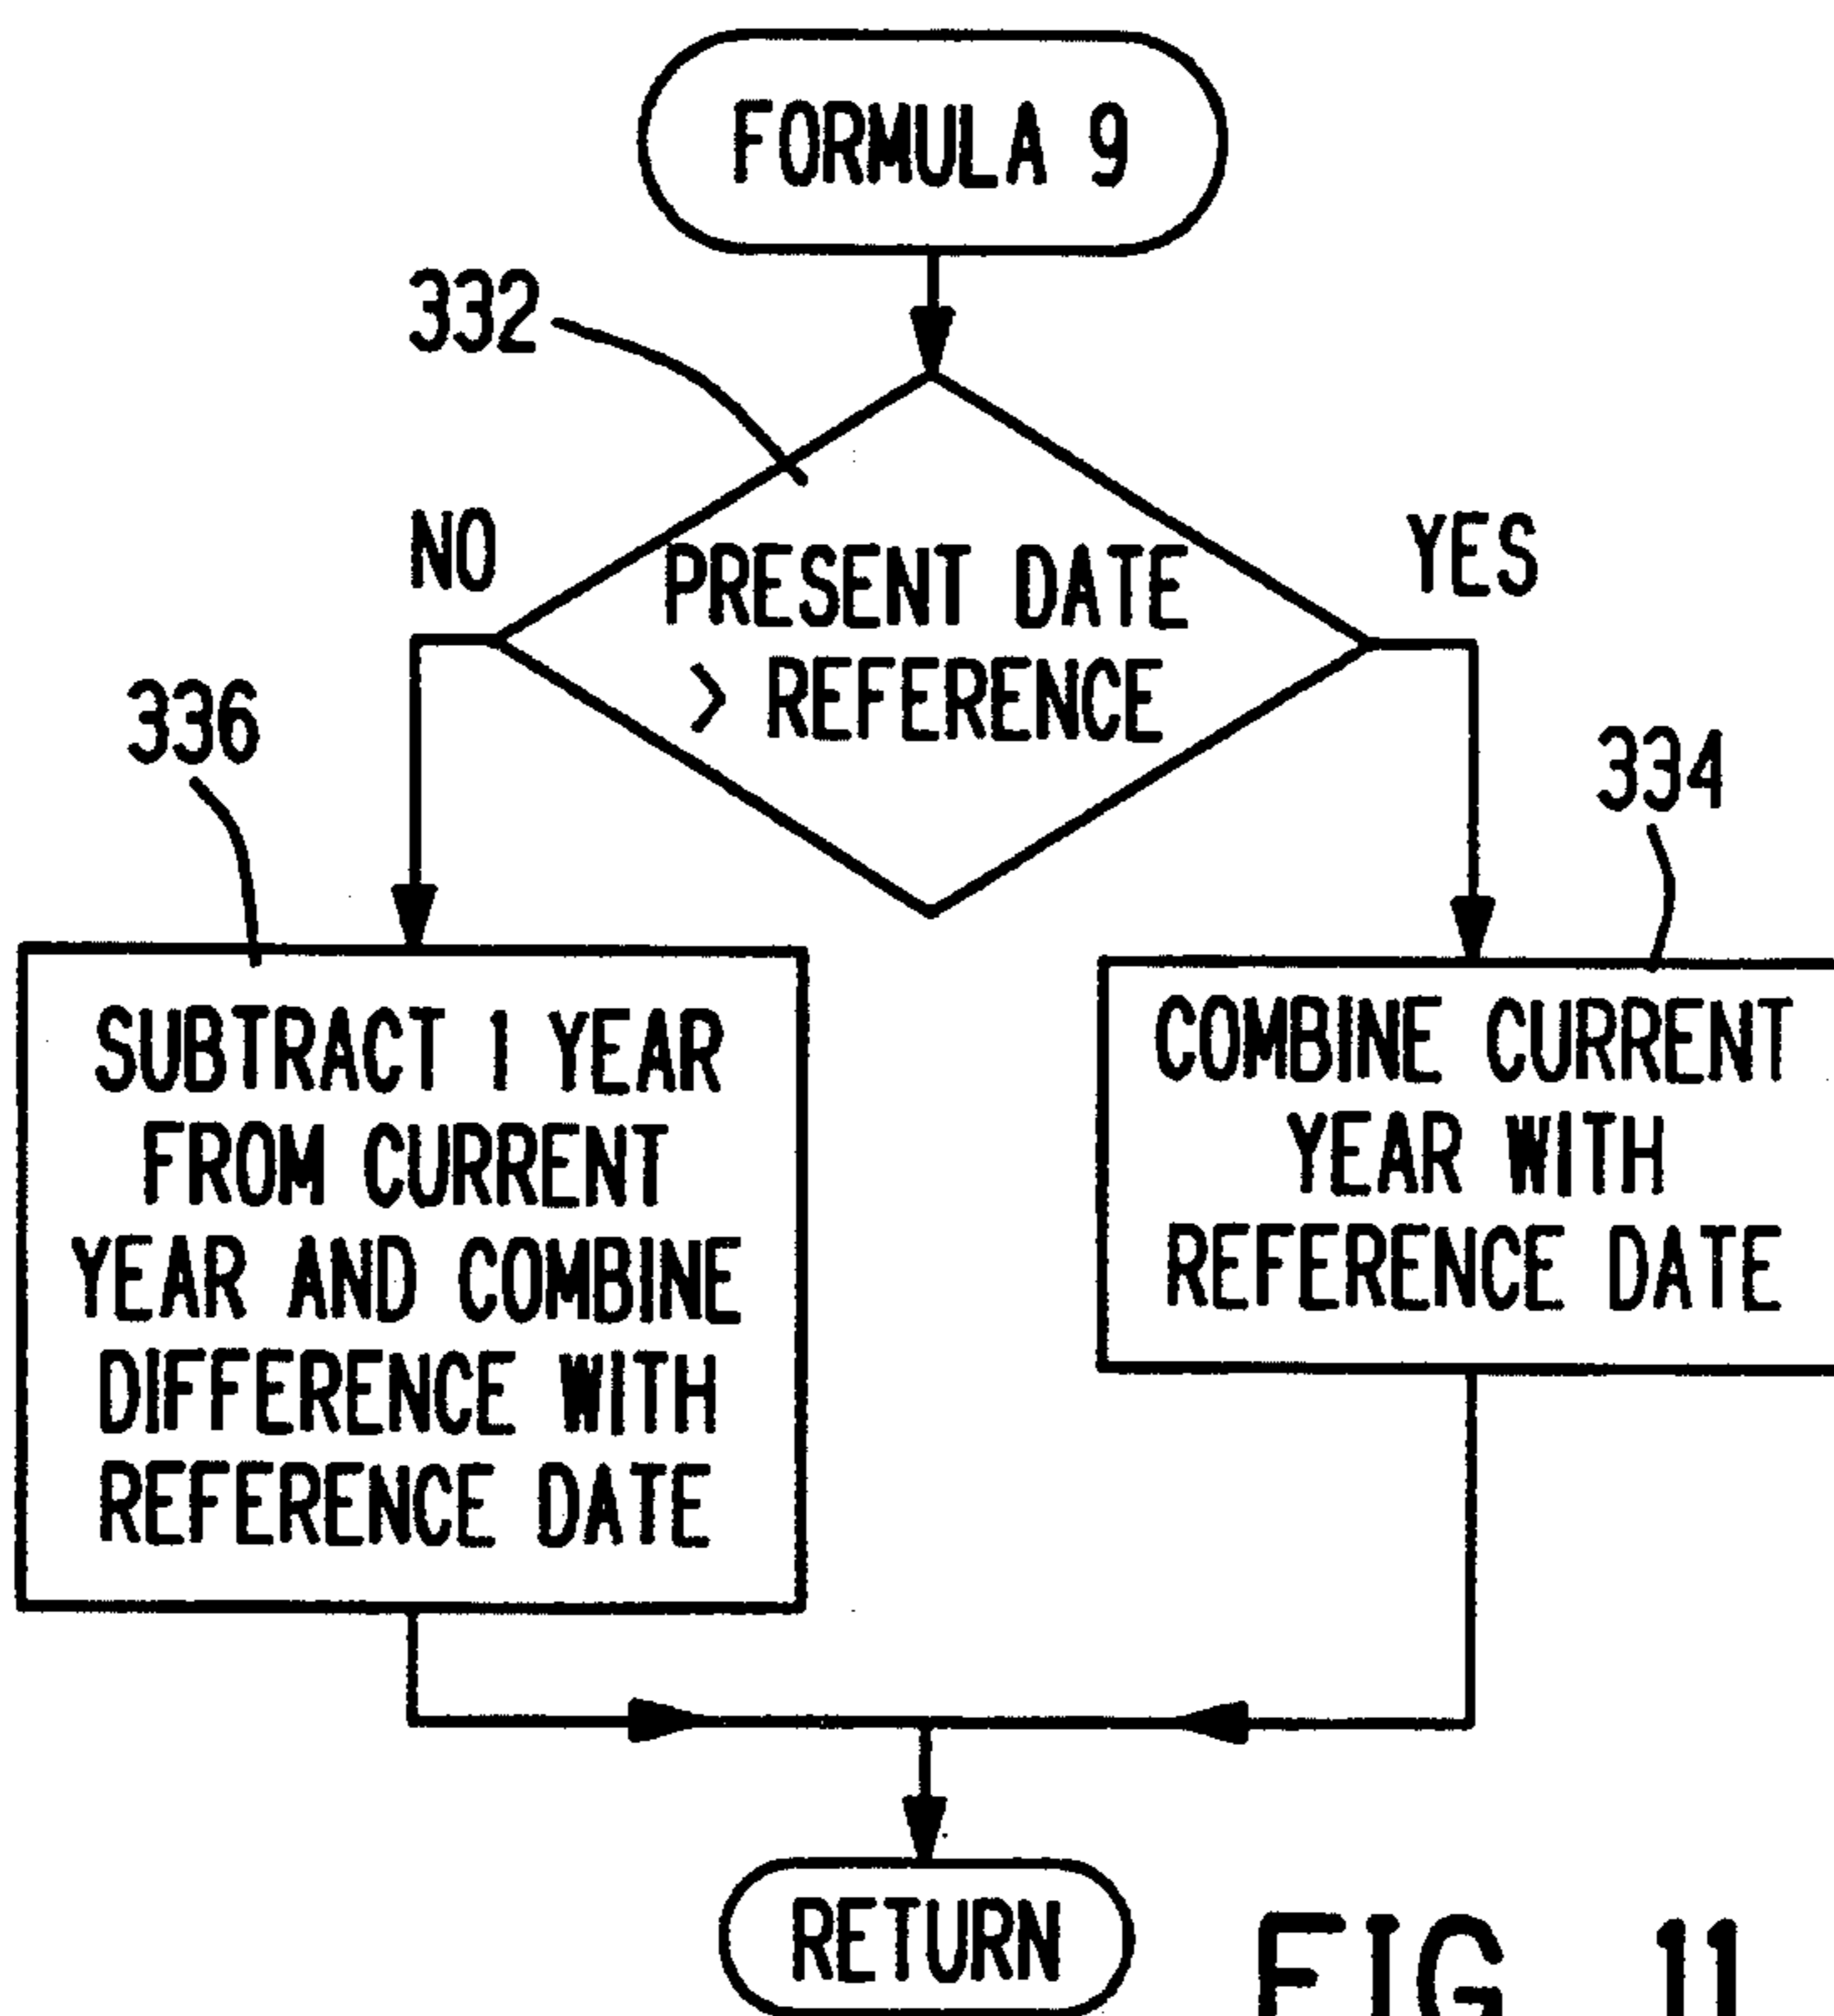 FORMULA 9
332
NO
YES
PRESENT DATE
> REFERENCE
336
334
SUBTRACT 1 YEAR
FROM CURRENT
YEAR AND COMBINE
DIFFERENCE WITH
REFERENCE DATE
COMBINE CURRENT
YEAR WITH
REFERENCE DATE
RETURN
FIG 11